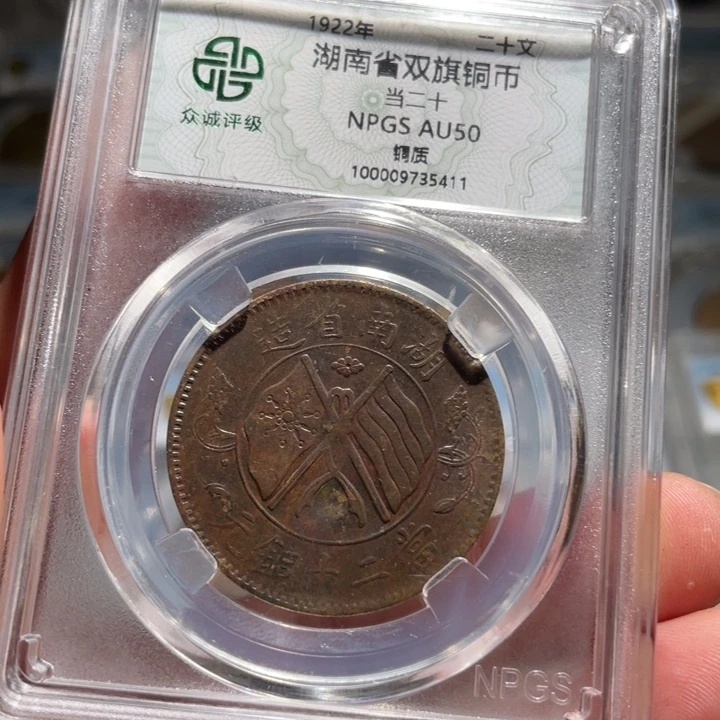 1922年 二十文
湖南省双旗铜币
当二十
NPGS AU50
铜质
100009735411
众诚评级
湖南省造
當二十銅元
NPGS